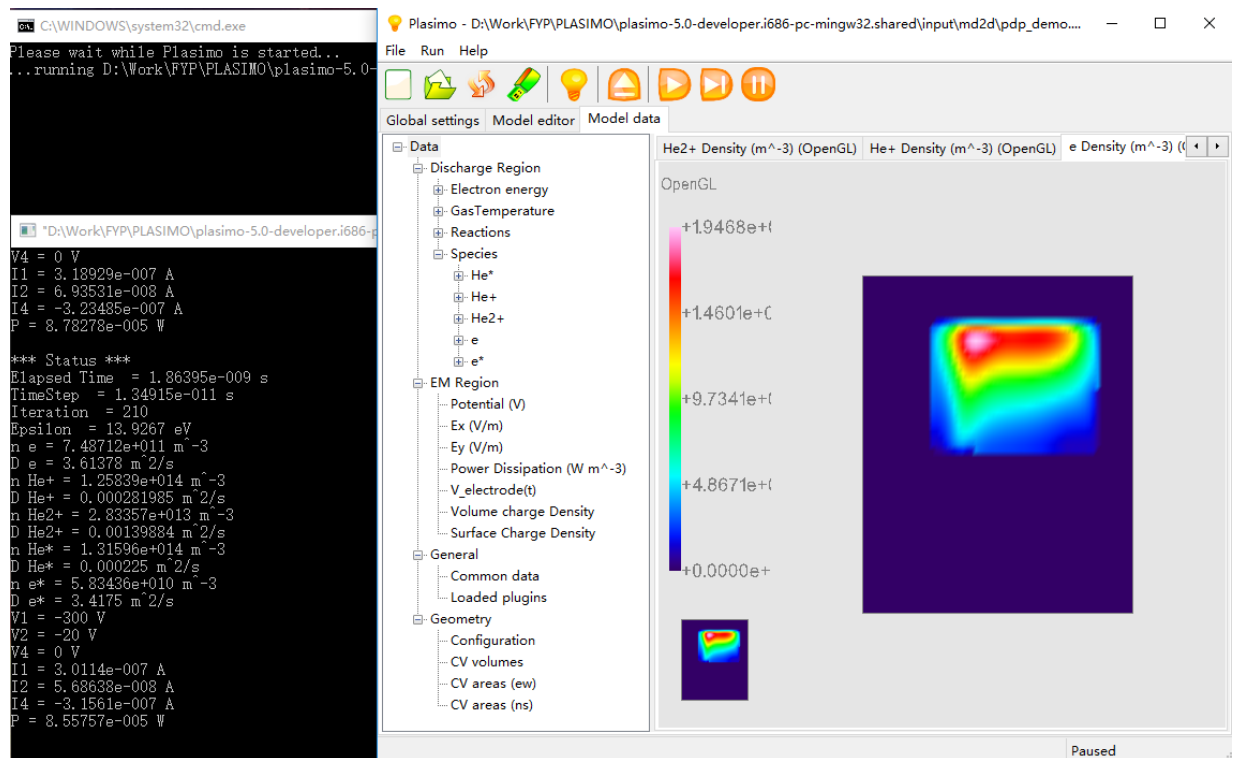 C:\WINDOWS\system32\cmd.exe
Please wait while Plasimo is started...
...running D:\Work\FYP\PLASIMO\plasimo-5.0-
"D:\Work\FYP\PLASIMO\plasimo-5.0-developer.i686-p
V4 = 0 V
I1 = 3.18929e-007 A
I2 = 6.93531e-008 A
I4 = -3.23485e-007 A
P = 8.78278e-005 W
*** Status ***
Elapsed Time = 1.86395e-009 s
TimeStep = 1.34915e-011 s
Iteration = 210
Epsilon = 13.9267 eV
n e = 7.48712e+011 m^-3
D e = 3.61378 m^2/s
n He+ = 1.25839e+014 m^-3
D He+ = 0.000281985 m^2/s
n He2+ = 2.83357e+013 m^-3
D He2+ = 0.00139884 m^2/s
n He* = 1.31596e+014 m^-3
D He* = 0.000225 m^2/s
n e* = 5.83436e+010 m^-3
D e* = 3.4175 m^2/s
V1 = -300 V
V2 = -20 V
V4 = 0 V
I1 = 3.0114e-007 A
I2 = 5.68638e-008 A
I4 = -3.1561e-007 A
P = 8.55757e-005 W
Plasimo - D:\Work\FYP\PLASIMO\plasimo-5.0-developer.i686-pc-mingw32.shared\input\md2d\pdp_demo....
File Run Help
Global settings Model editor Model data
Data
Discharge Region
Electron energy
GasTemperature
Reactions
Species
He*
He+
He2+
e
e*
EM Region
Potential (V)
Ex (V/m)
Ey (V/m)
Power Dissipation (W m^-3)
V_electrode(t)
Volume charge Density
Surface Charge Density
General
Common data
Loaded plugins
Geometry
Configuration
CV volumes
CV areas (ew)
CV areas (ns)
He2+ Density (m^-3) (OpenGL) He+ Density (m^-3) (OpenGL) e Density (m^-3) (
OpenGL
+1.9468e+
+1.4601e+
+9.7341e+
+4.8671e+
+0.0000e+
Paused